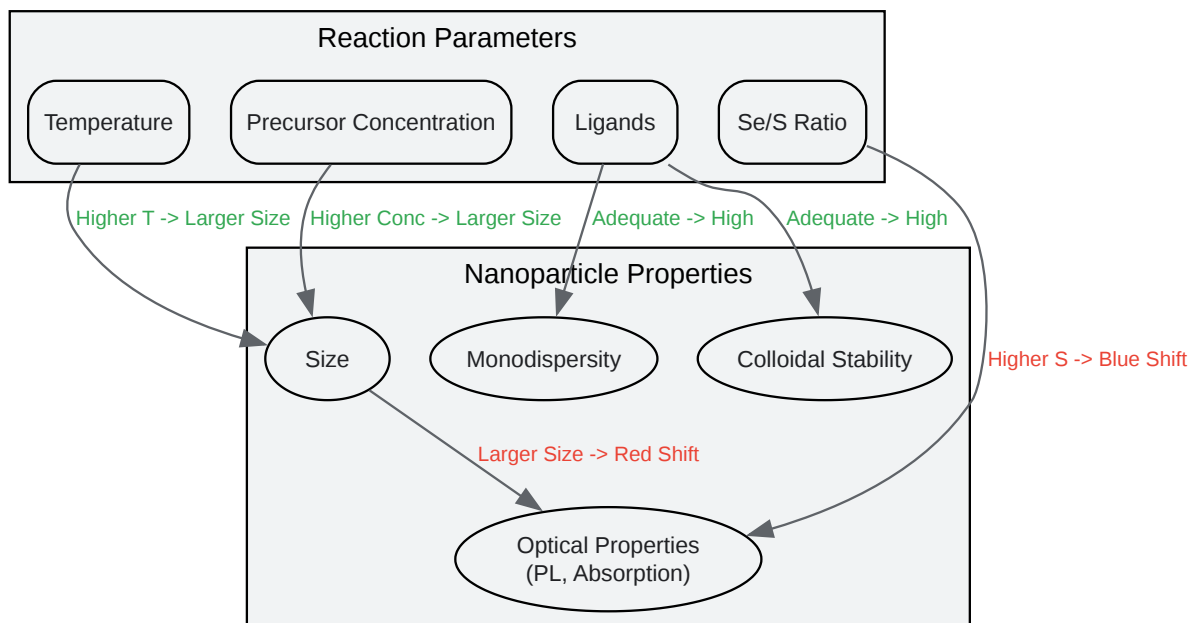 Reaction Parameters
Temperature
Precursor Concentration
Ligands
Se/S Ratio
Higher T -> Larger Size
Higher Conc -> Larger Size
Adequate -> High
Adequate -> High
Nanoparticle Properties
Size
Monodispersity
Colloidal Stability
Higher S -> Blue Shift
Larger Size -> Red Shift
Optical Properties
(PL, Absorption)